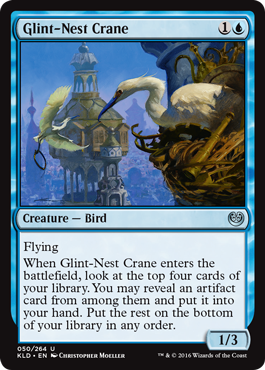 Glint-Nest Crane 1
Creature — Bird
Flying
When Glint-Nest Crane enters the
battlefield, look at the top four cards of
your library. You may reveal an artifact
card from among them and put it into
your hand. Put the rest on the bottom
of your library in any order.
1/3
050/264 U
KLD • EN Christopher Moeller
™ & © 2016 Wizards of the Coast